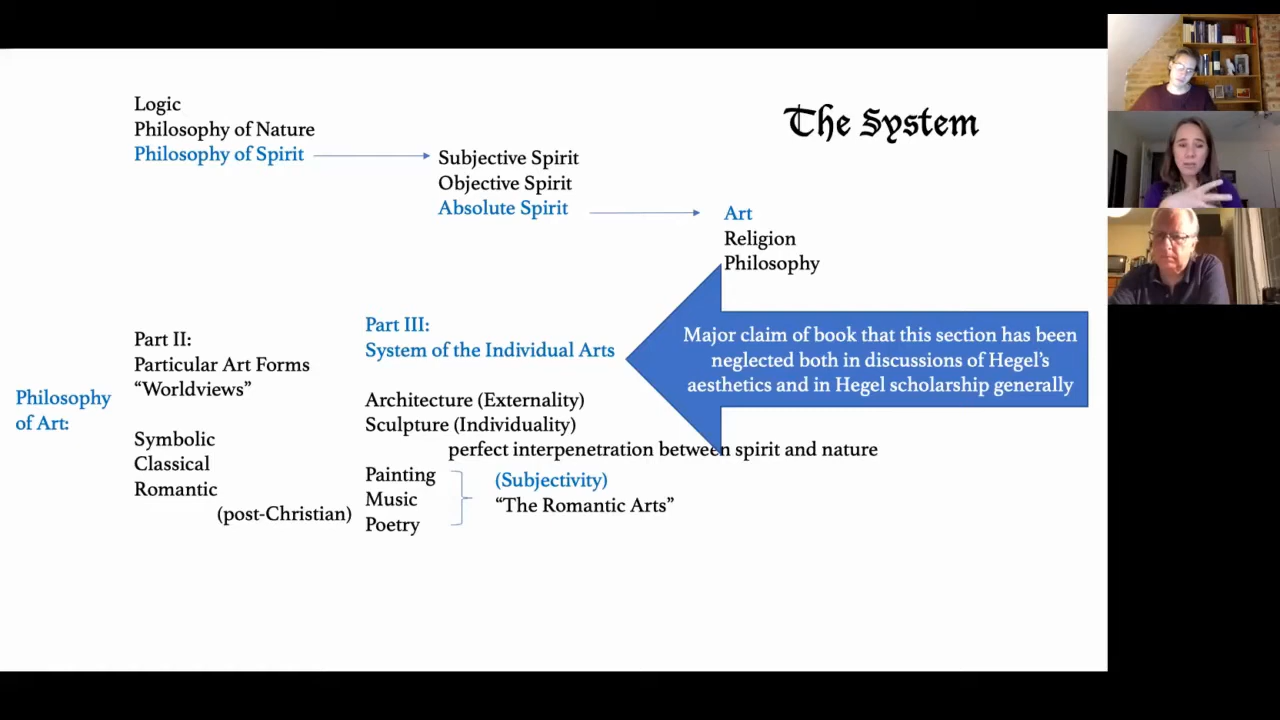 The System
Logic
Philosophy of Nature
Philosophy of Spirit
Subjective Spirit
Objective Spirit
Absolute Spirit
Art
Religion
Philosophy
Philosophy
of Art:
Part II:
Particular Art Forms
“Worldviews”
Symbolic
Classical
Romantic
(post-Christian)
Part III:
System of the Individual Arts
Architecture (Externality)
Sculpture (Individuality)
perfect interpenetration between spirit and nature
Painting
Music
Poetry
(Subjectivity)
“The Romantic Arts”
Major claim of book that this section has been
neglected both in discussions of Hegel’s
aesthetics and in Hegel scholarship generally